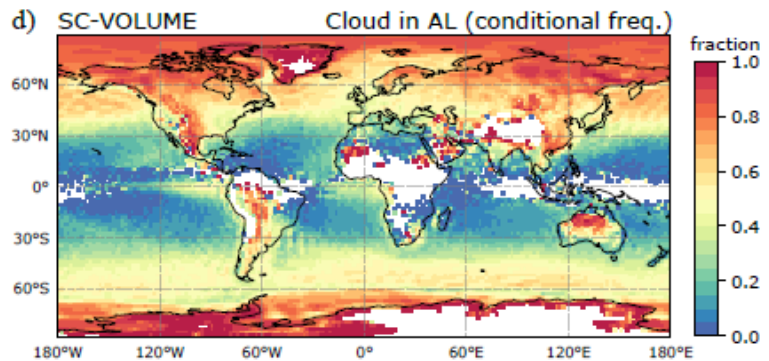 d) SC-VOLUME Cloud in AL (conditional freq.)
fraction
1.0
60°N
0.8
30°N
0.6
0°
0.4
30°S
0.2
60°S
0.0
180°W 120°W 60°W 0° 60°E 120°E 180°E